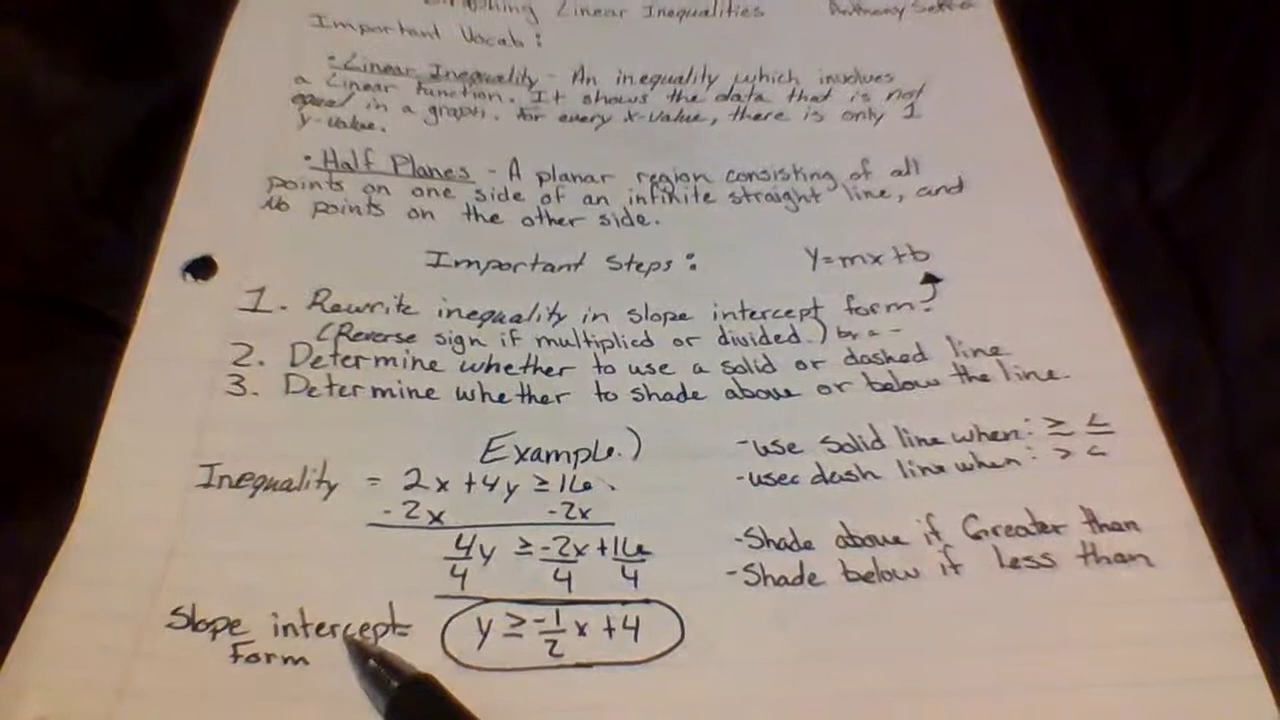 Linear Inequalities Anthony
Important Vocab:
• Linear Inequality - An inequality which involves
a Linear function. It shows the data that is not
equal in a graph. For every x-value, there is only 1
y-value.
• Half Planes - A planar region consisting of all
points on one side of an infinite straight line, and
No points on the other side.
Important Steps: y=mx+b
1. Rewrite inequality in slope intercept form↑
(Reverse sign if multiplied or divided.) by a -
2. Determine whether to use a solid or dashed line
3. Determine whether to shade above or below the line.
Example.)
Inequality = 2x+4y ≥16.
-2x -2x
4y ≥ -2x +16
4 4 4
Slope intercept = y ≥ -1/2 x +4
Form
-use solid line when: ≥ ≤
-usec dash line when: > <
-Shade above if Greater than
-Shade below if Less than